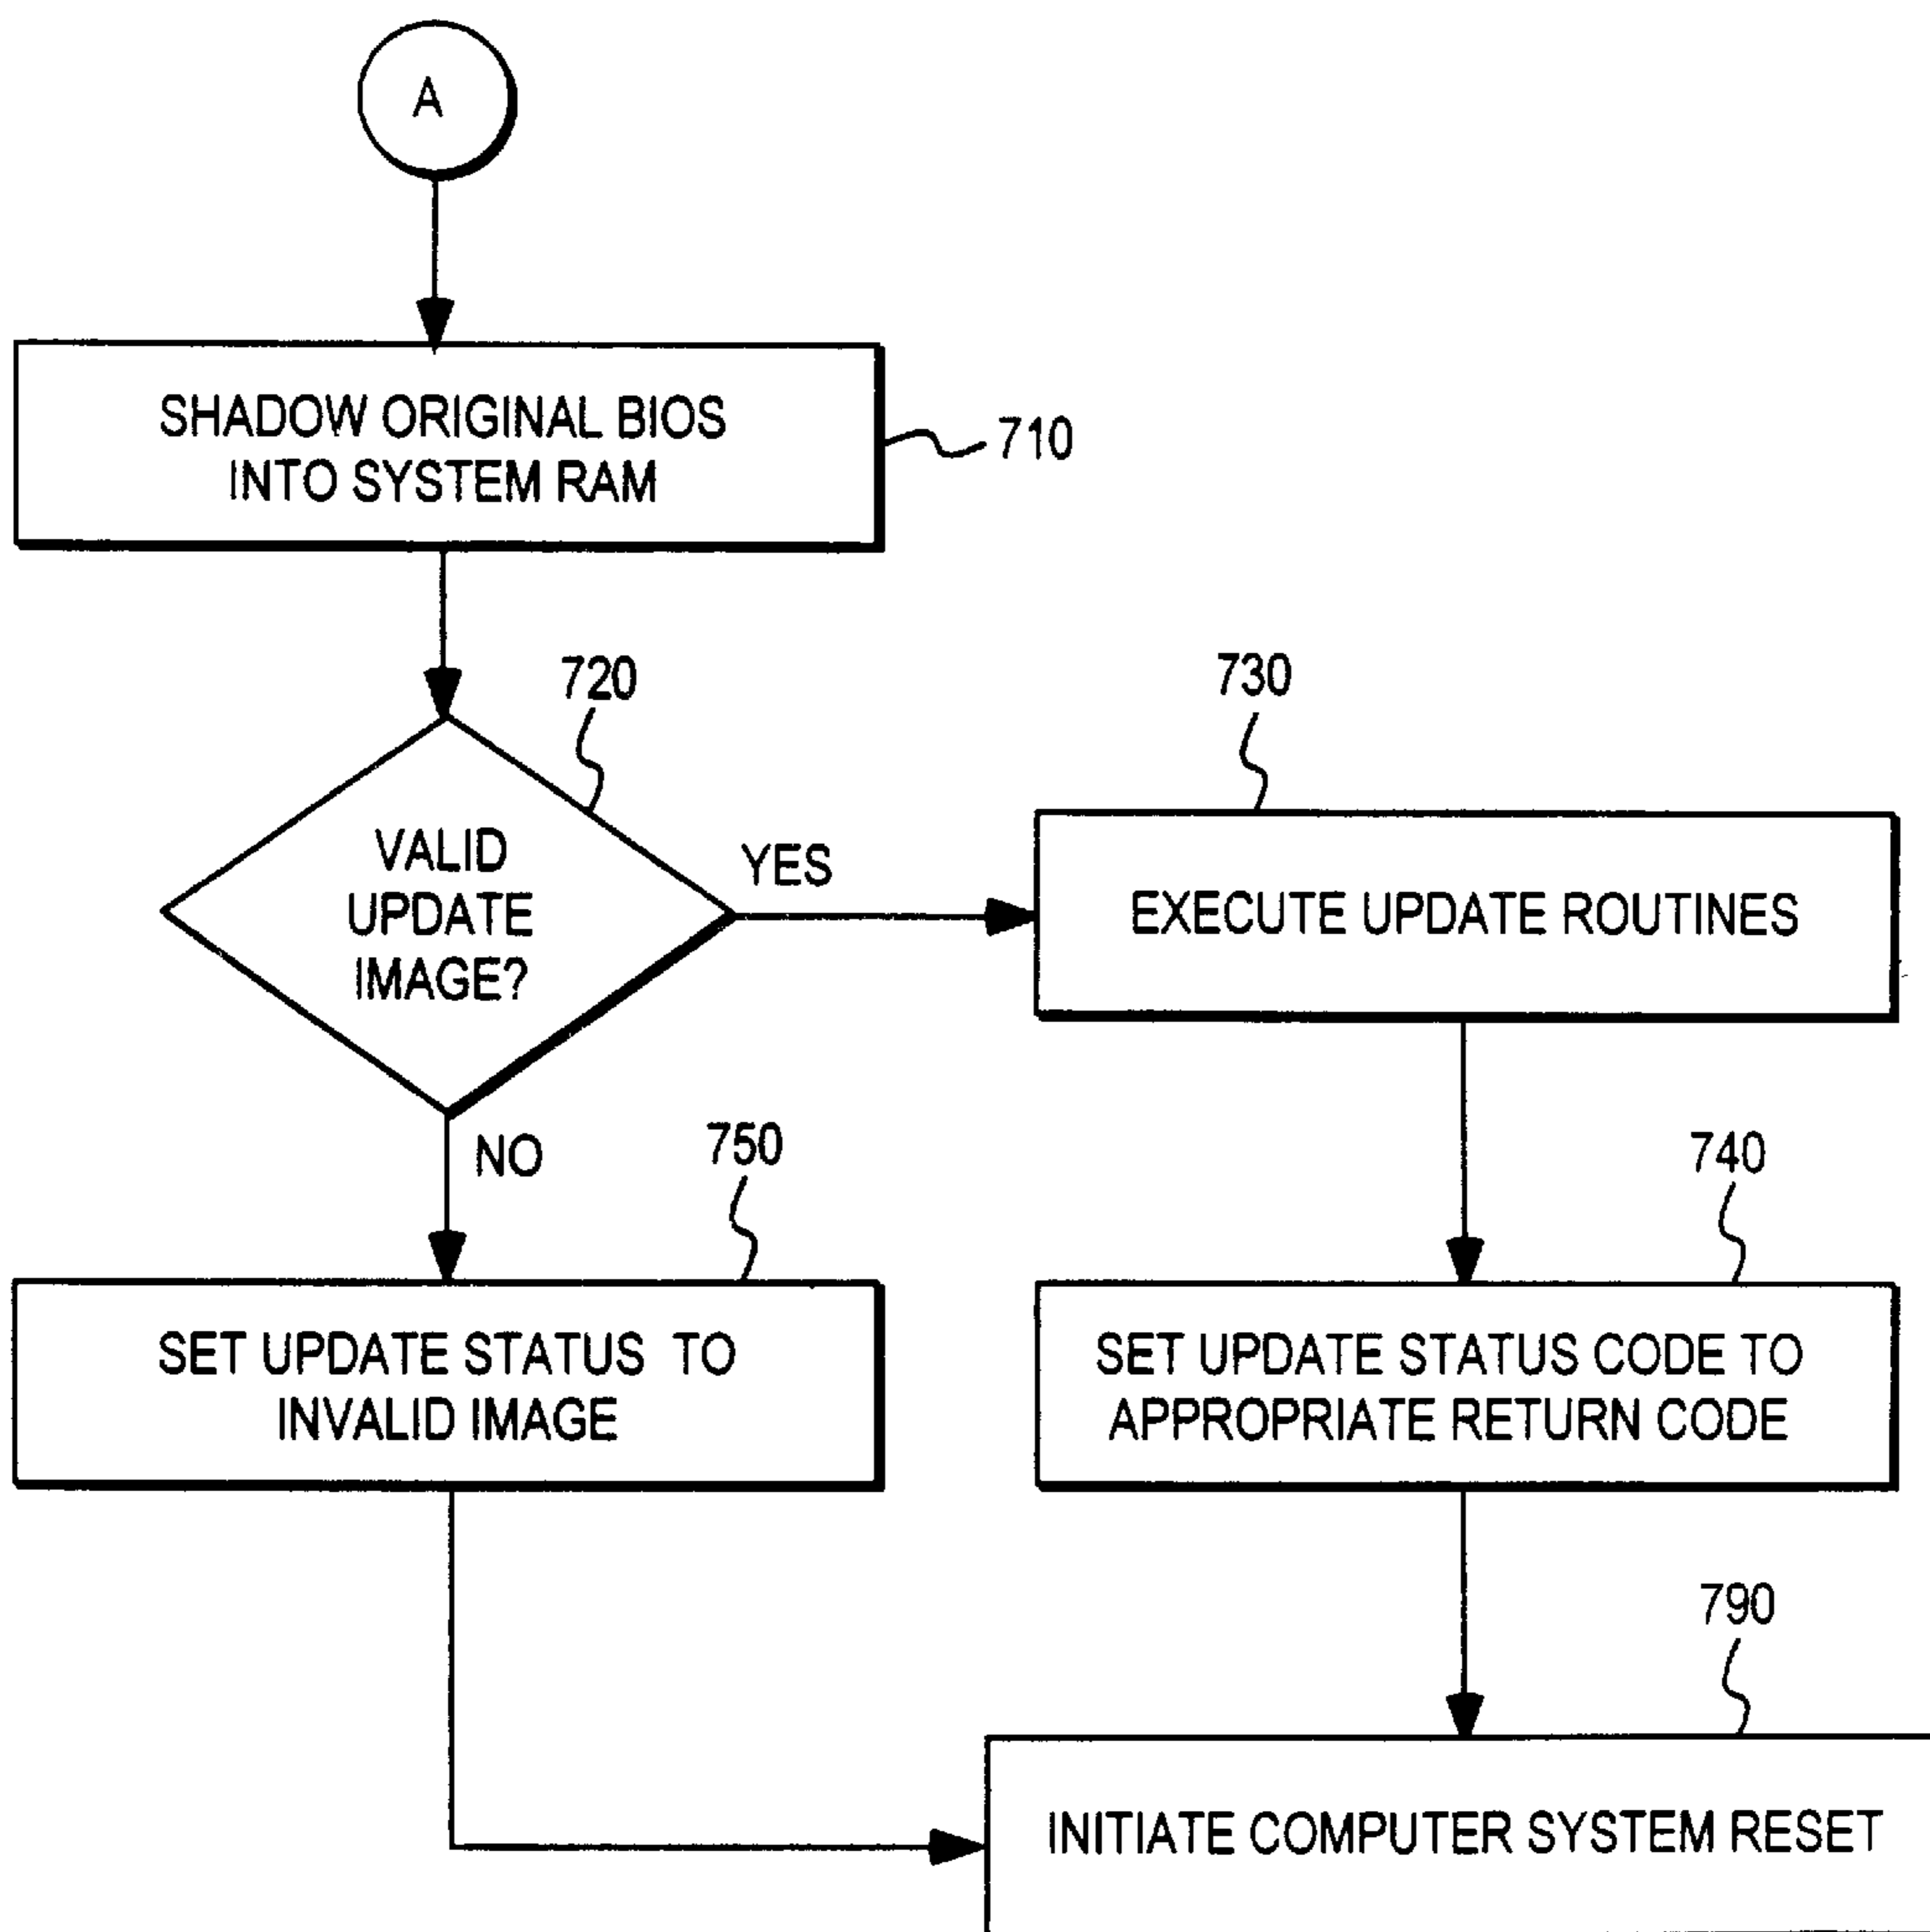 A
SHADOW ORIGINAL BIOS
INTO SYSTEM RAM
710
720
VALID
UPDATE
IMAGE?
YES
730
EXECUTE UPDATE ROUTINES
NO
750
SET UPDATE STATUS TO
INVALID IMAGE
740
SET UPDATE STATUS CODE TO
APPROPRIATE RETURN CODE
790
INITIATE COMPUTER SYSTEM RESET